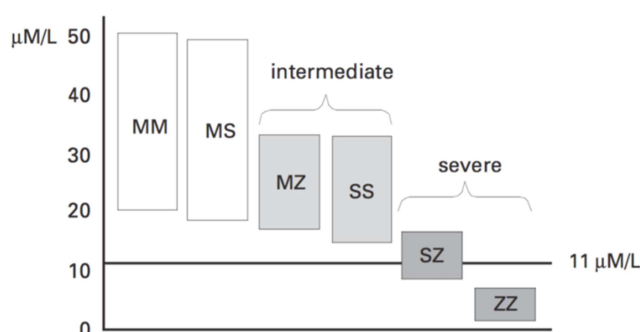 μM/L 50
intermediate
40
MM
MS
30
MZ
SS
severe
20
SZ
11 μM/L
10
ZZ
0